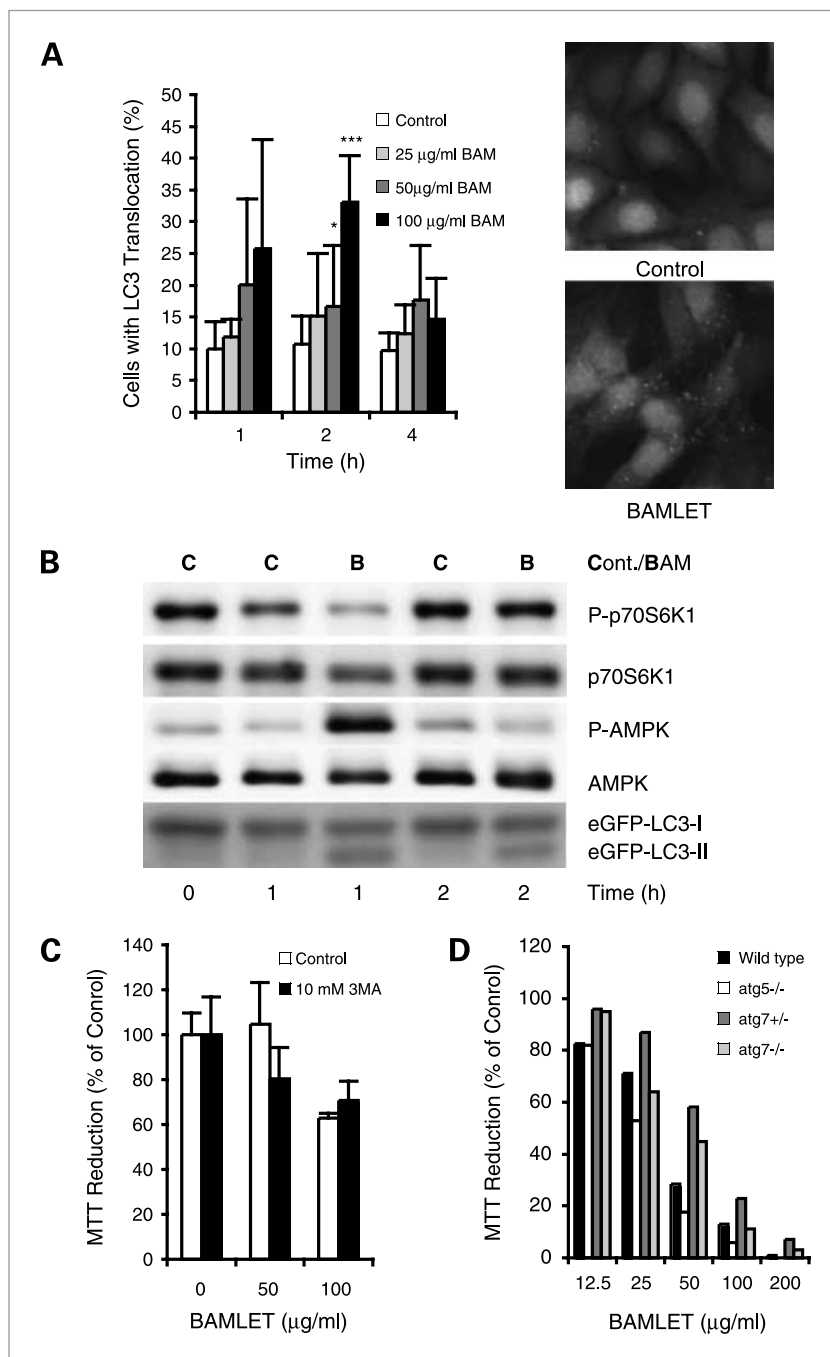 A
Cells with LC3 Translocation (%)
50
45
40
35
30
25
20
15
10
5
0
*
***
Control
25 µg/ml BAM
50µg/ml BAM
100 µg/ml BAM
1 2 4
Time (h)
Control
BAMLET
B
C C B C B Cont./BAM
P-p70S6K1
p70S6K1
P-AMPK
AMPK
eGFP-LC3-I
eGFP-LC3-II
0 1 1 2 2 Time (h)
C
MTT Reduction (% of Conrol)
140
120
100
80
60
40
20
0
Control
10 mM 3MA
0 50 100
BAMLET (µg/ml)
D
MTT Reduction (% of Conrol)
120
100
80
60
40
20
0
Wild type
atg5-/-
atg7+/-
atg7-/-
12.5 25 50 100 200
BAMLET (µg/ml)